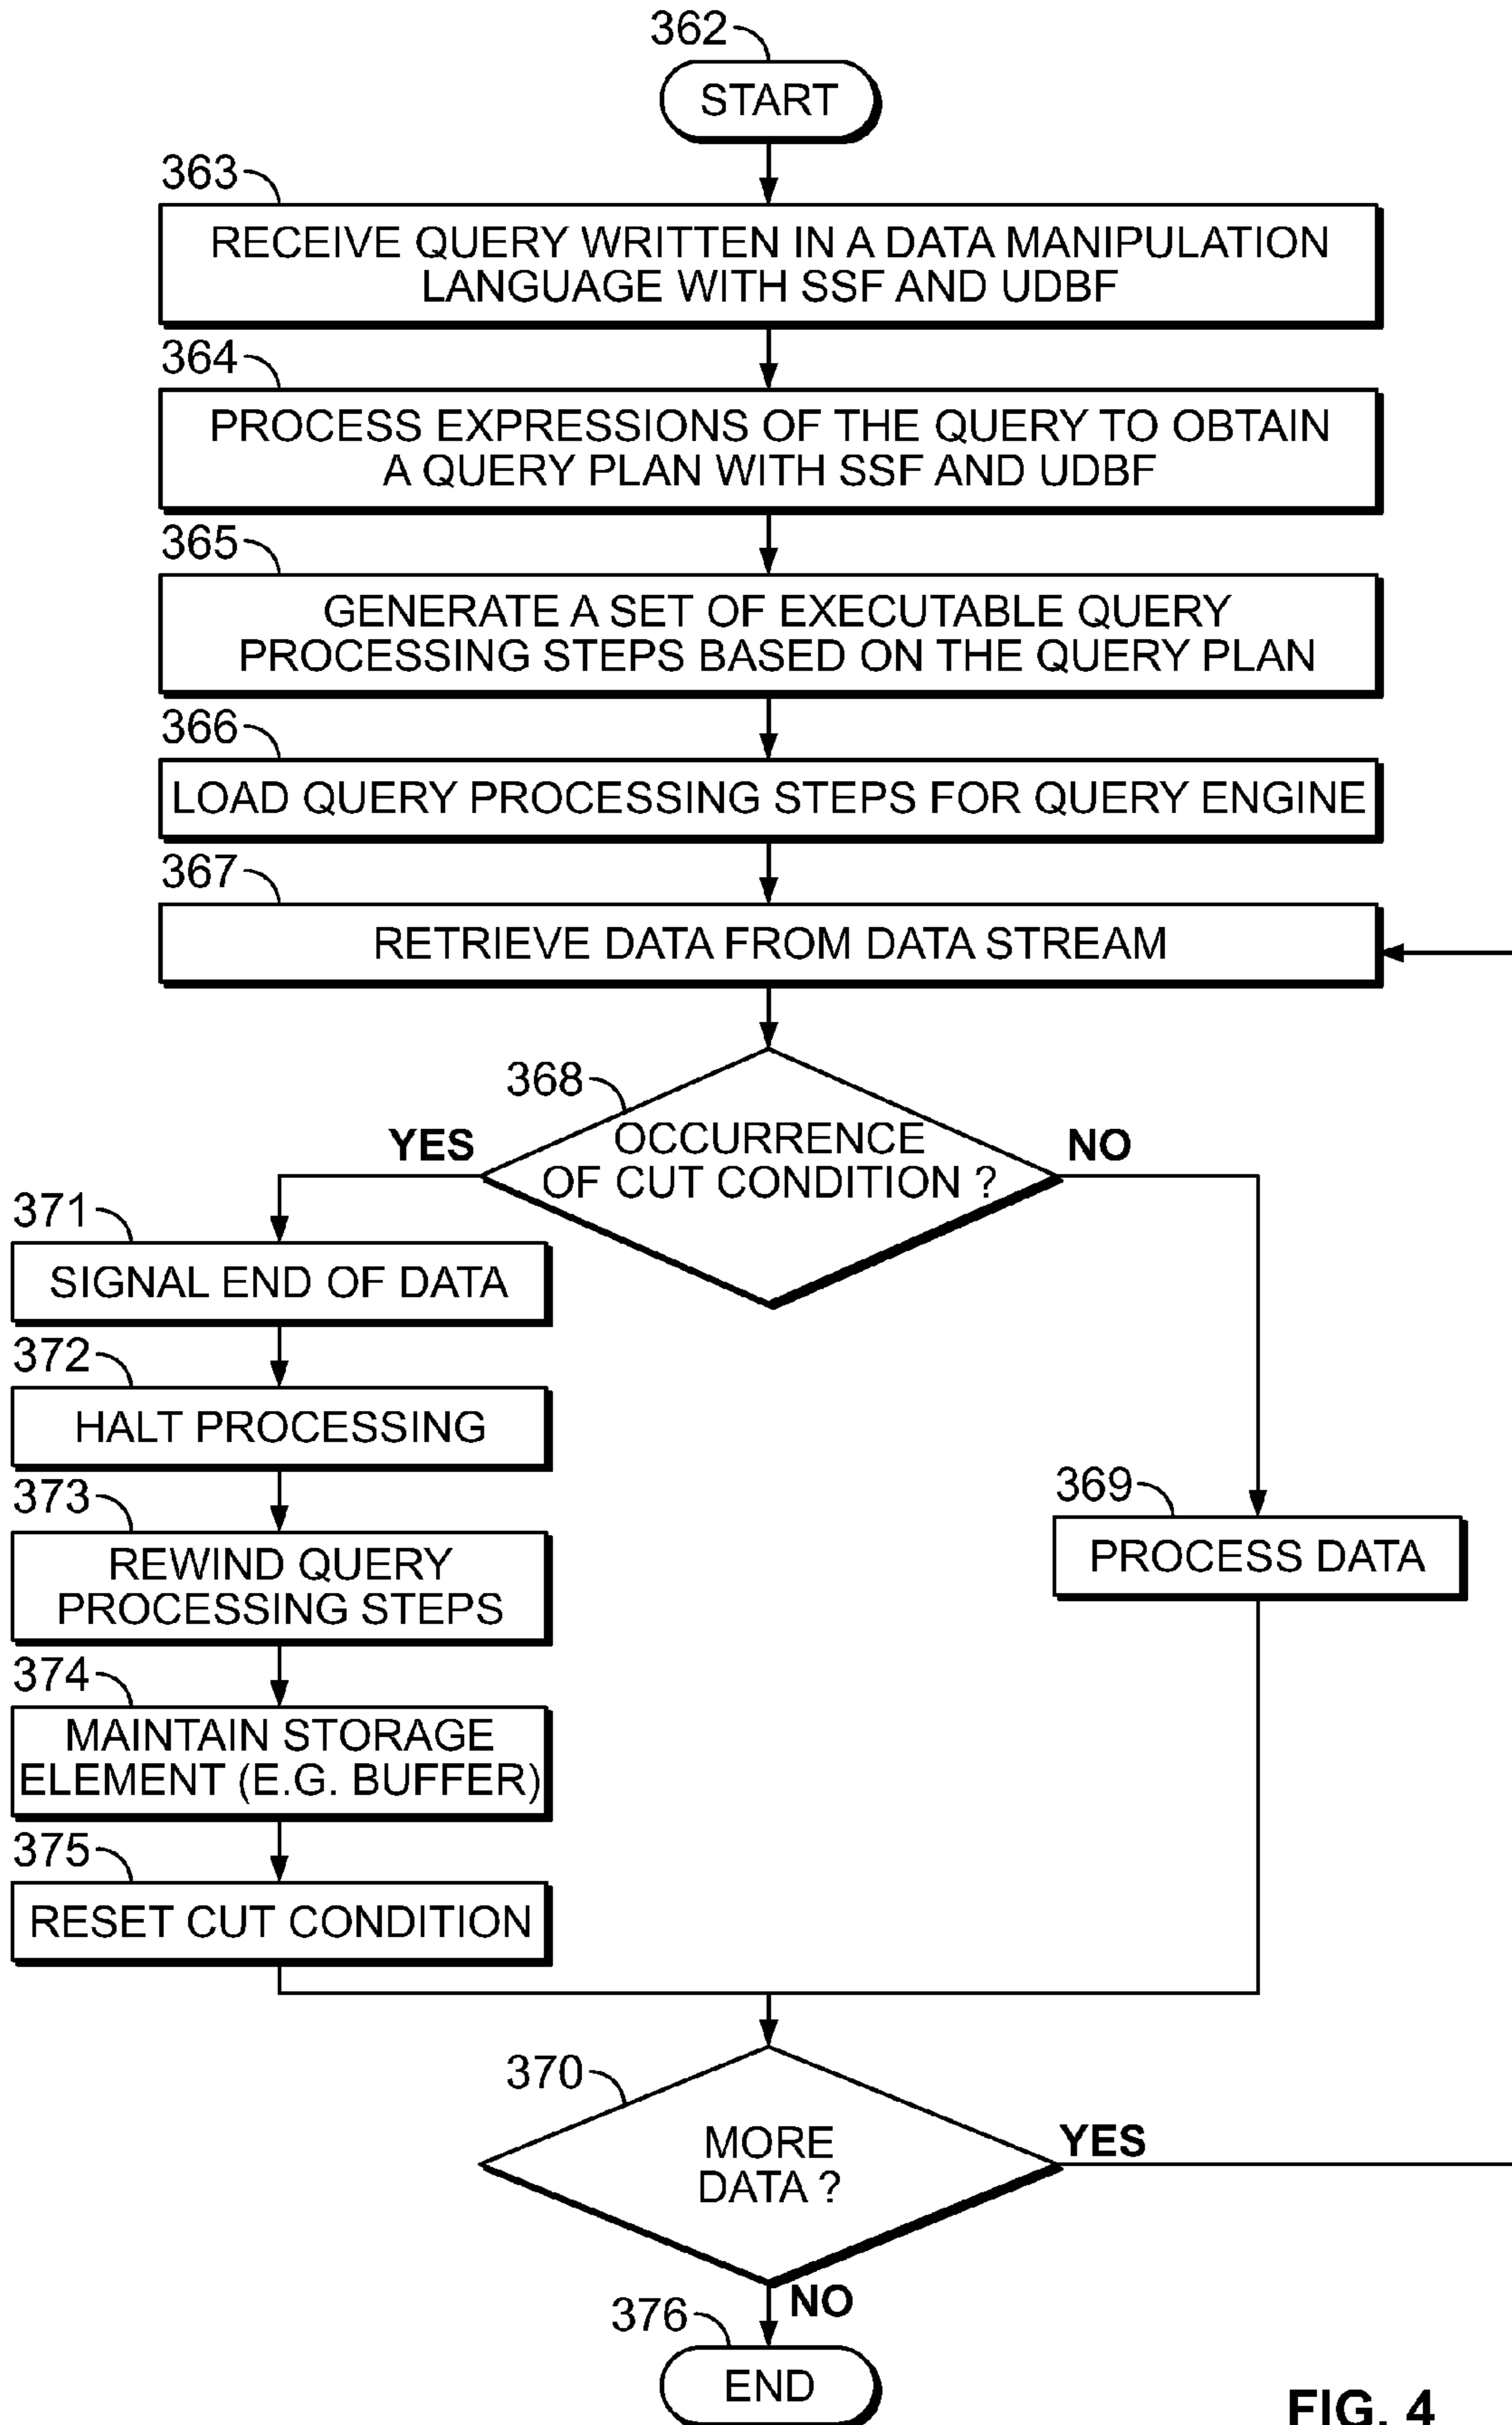 362
START
363
RECEIVE QUERY WRITTEN IN A DATA MANIPULATION
LANGUAGE WITH SSF AND UDBF
364
PROCESS EXPRESSIONS OF THE QUERY TO OBTAIN
A QUERY PLAN WITH SSF AND UDBF
365
GENERATE A SET OF EXECUTABLE QUERY
PROCESSING STEPS BASED ON THE QUERY PLAN
366
LOAD QUERY PROCESSING STEPS FOR QUERY ENGINE
367
RETRIEVE DATA FROM DATA STREAM
368
OCCURRENCE
OF CUT CONDITION ?
YES
NO
371
SIGNAL END OF DATA
372
HALT PROCESSING
373
REWIND QUERY
PROCESSING STEPS
369
PROCESS DATA
374
MAINTAIN STORAGE
ELEMENT (E.G. BUFFER)
375
RESET CUT CONDITION
370
MORE
DATA ?
YES
NO
376
END
FIG. 4